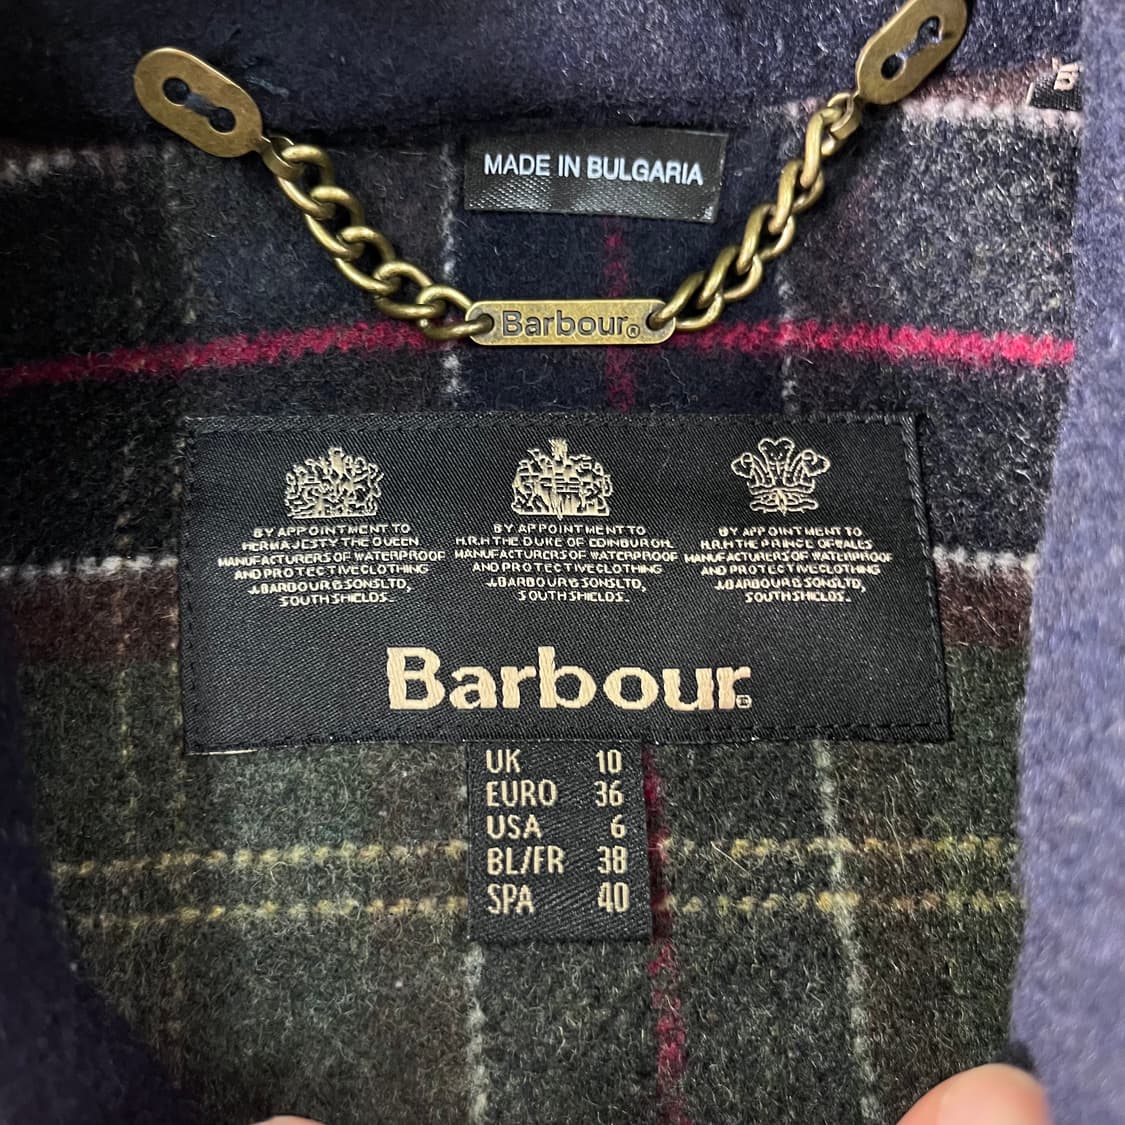 MADE IN BULGARIA
Barbour®
BY APPOINTMENT TO
HER MAJESTY THE QUEEN
MANUFACTURERS OF WATERPROOF
AND PROTECTIVE CLOTHING
J.BARBOUR & SONS LTD,
SOUTH SHIELDS.
BY APPOINTMENT TO
H.R.H THE DUKE OF EDINBURGH.
MANUFACTURERS OF WATERPROOF
AND PROTECTIVE CLOTHING
J.BARBOUR & SONS LTD,
SOUTH SHIELDS.
BY APPOINTMENT TO
H.R.H. THE PRINCE OF WALES
MANUFACTURERS OF WATERPROOF
AND PROTECTIVE CLOTHING
J.BARBOUR & SONS LTD,
SOUTH SHIELDS.
Barbour®
UK 10
EURO 36
USA 6
BL/FR 38
SPA 40